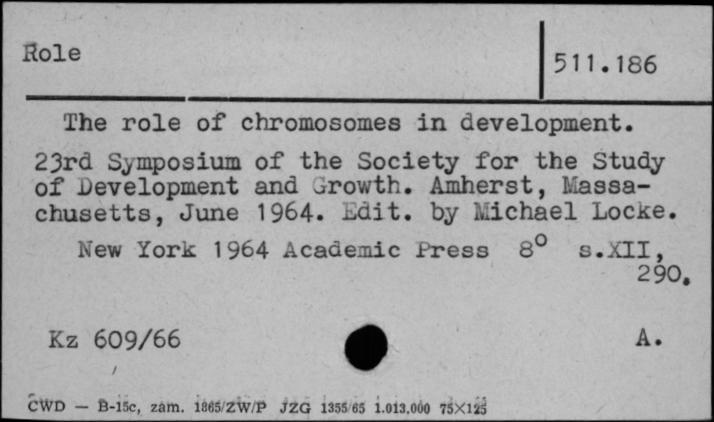 Role
511.186
The role of chromosomes in development.
23rd Symposium of the Society for the Study
of Development and Growth. Amherst, Massa-
chusetts, June 1964. Edit. by Michael Locke.
New York 1964 Academic Press 8° s.XII,
290.
Kz 609/66
A.
CWD — B-15c, zam. 1865/ZW/P JZG 1355/65 1.013.000 75×125